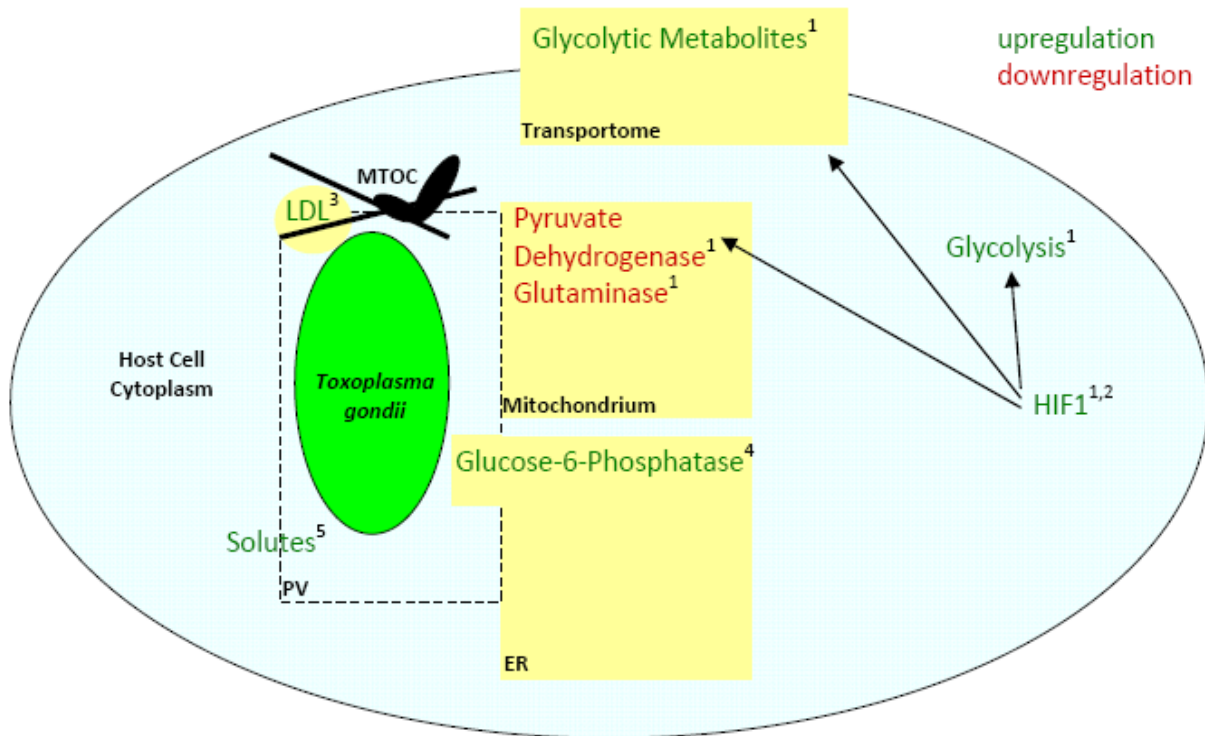 Glycolytic Metabolites¹
upregulation
downregulation
Transportome
MTOC
LDL³
Pyruvate
Dehydrogenase¹
Glutaminase¹
Glycolysis¹
Host Cell
Cytoplasm
Toxoplasma
gondii
Mitochondrium
HIF1¹,²
Glucose-6-Phosphatase⁴
Solutes⁵
PV
ER